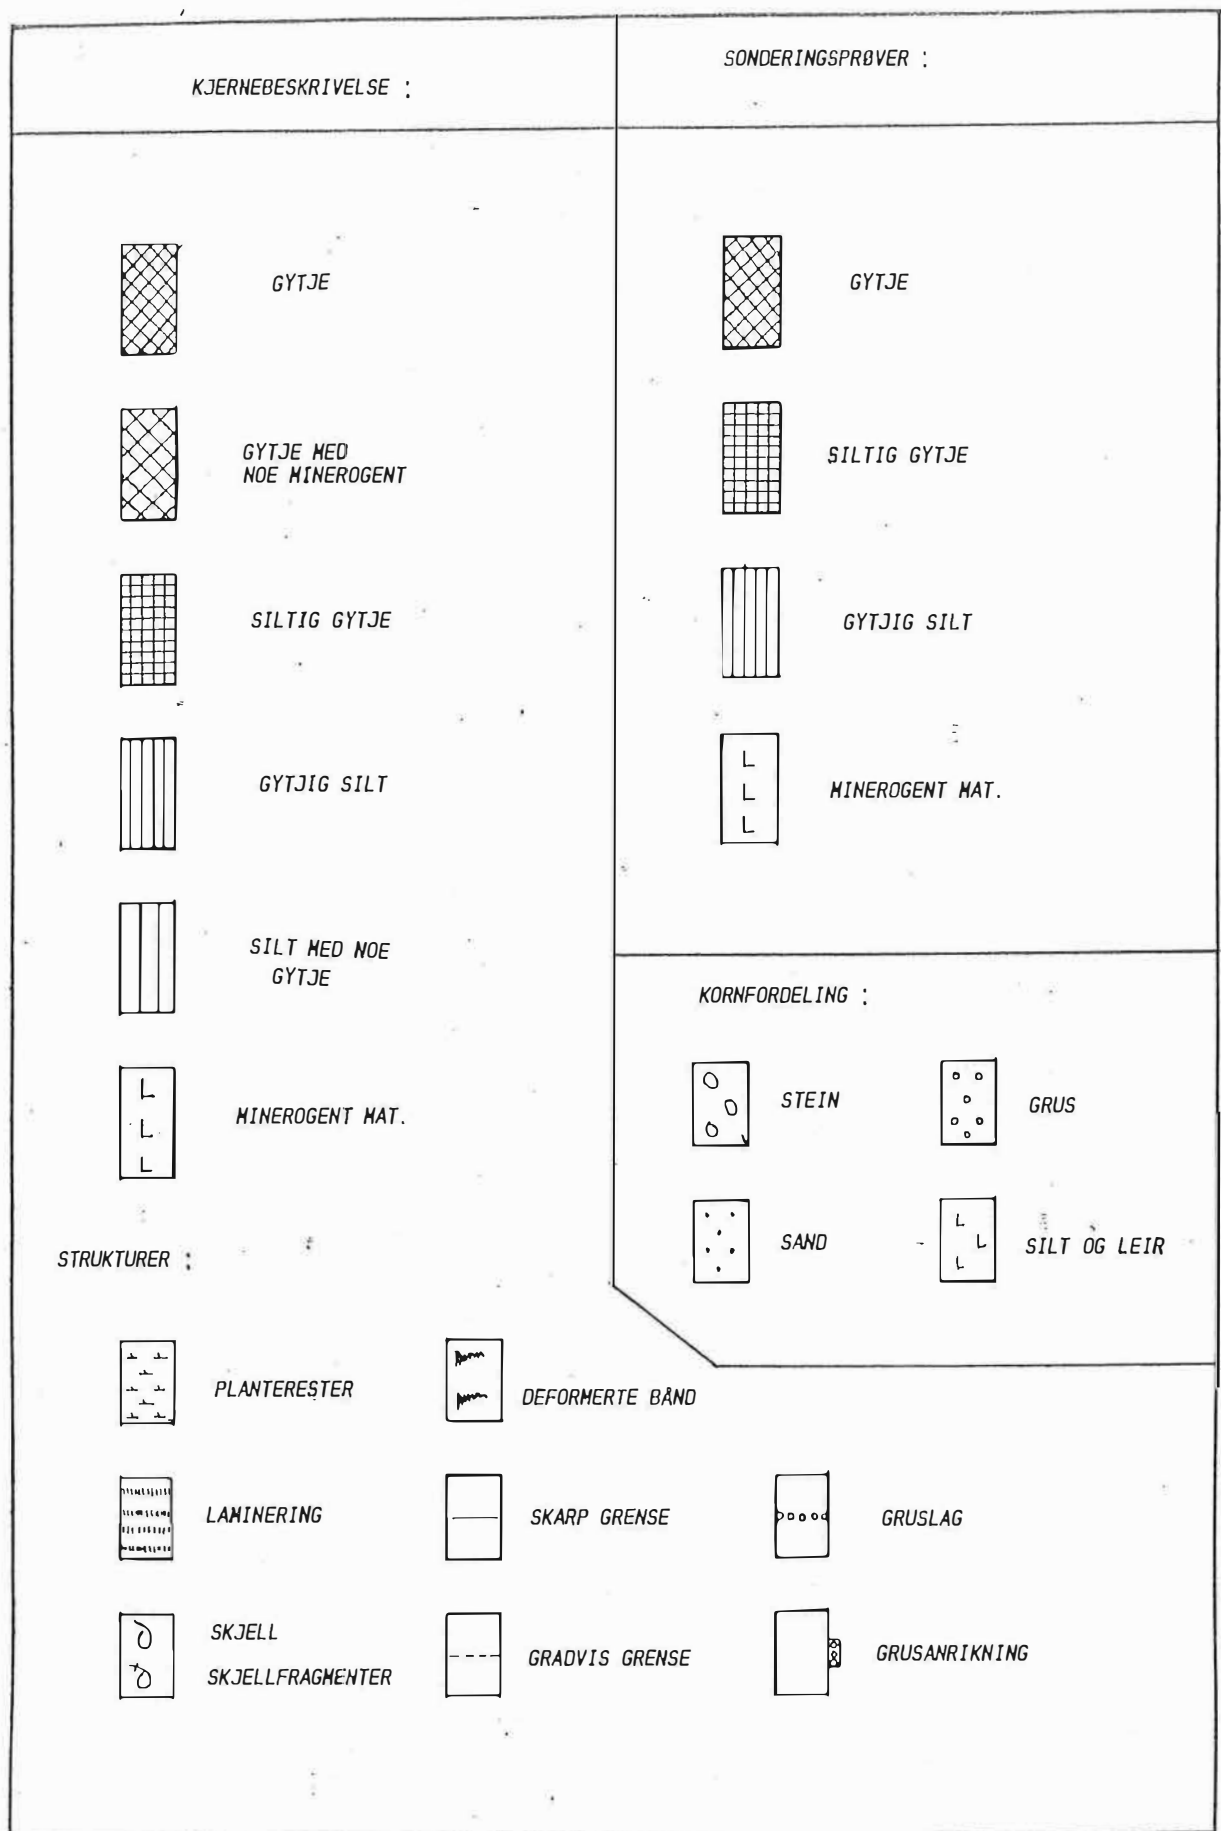 KJERNEBESKRIVELSE :
GYTJE
GYTJE MED
NOE MINEROGENT
SILTIG GYTJE
GYTJIG SILT
SILT MED NOE
GYTJE
MINEROGENT MAT.
STRUKTURER :
PLANTERESTER
DEFORMERTE BÅND
LAMINERING
SKARP GRENSE
GRUSLAG
SKJELL
SKJELLFRAGMENTER
GRADVIS GRENSE
GRUSANRIKNING
SONDERINGSPRØVER :
GYTJE
SILTIG GYTJE
GYTJIG SILT
MINEROGENT MAT.
KORNFORDELING :
STEIN
GRUS
SAND
SILT OG LEIR